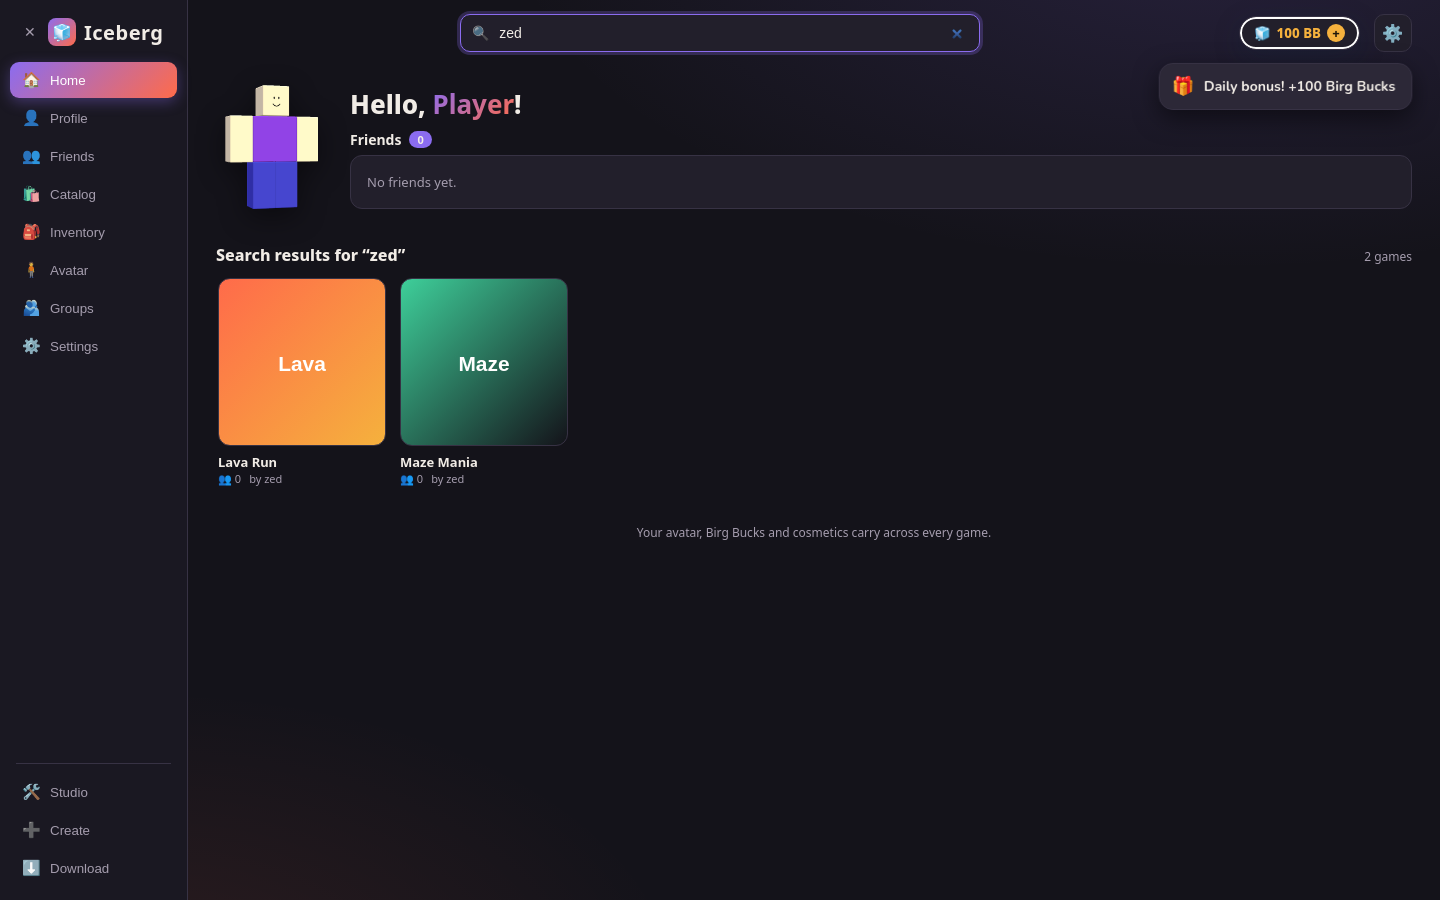 ✕ 🧊 Iceberg
🏠 Home
👤 Profile
👥 Friends
🛍️ Catalog
🎒 Inventory
🧍 Avatar
🫂 Groups
⚙️ Settings
🛠️ Studio
➕ Create
⬇️ Download
🔍 zed ✕
🧊 100 BB +
⚙️
🎁 Daily bonus! +100 Birg Bucks
Hello, Player!
Friends 0
No friends yet.
Search results for “zed”
2 games
Lava
Maze
Lava Run
👥 0 by zed
Maze Mania
👥 0 by zed
Your avatar, Birg Bucks and cosmetics carry across every game.